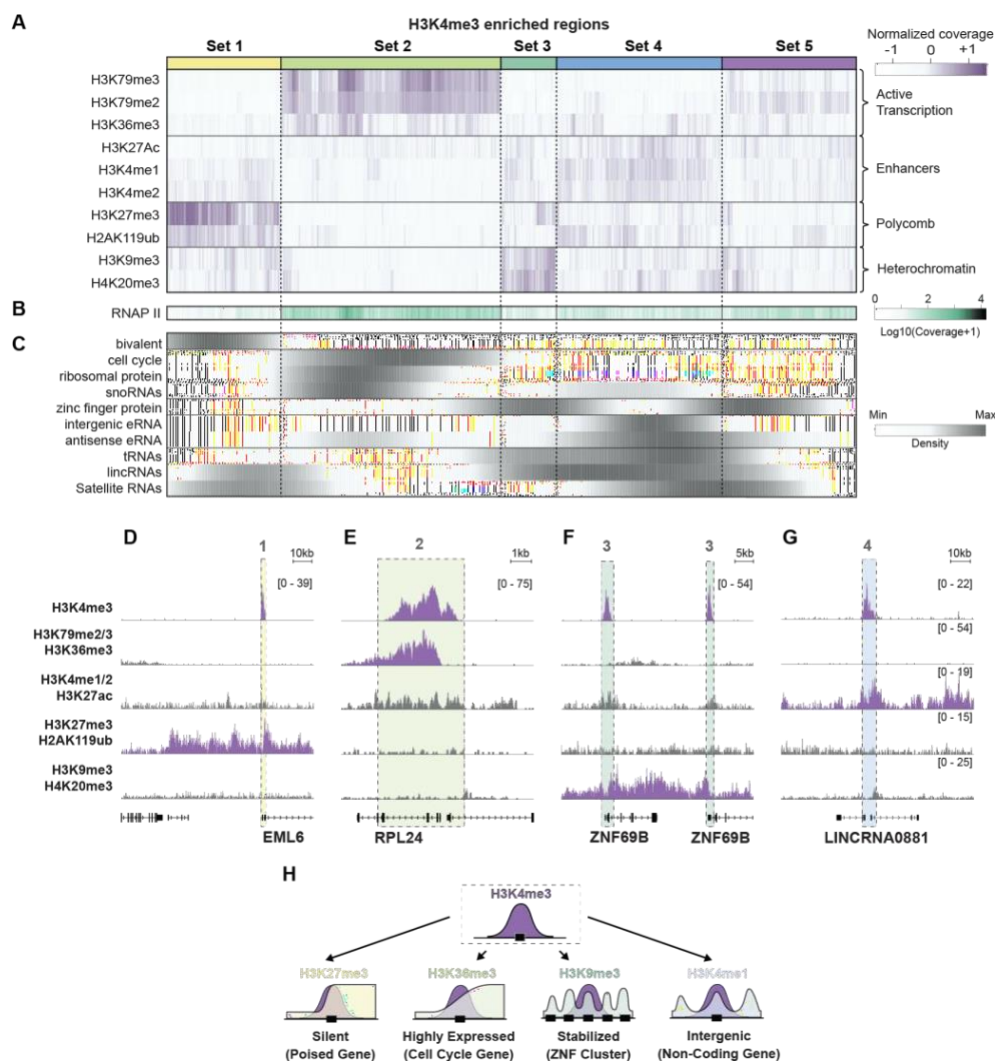 A
H3K4me3 enriched regions
Set 1 Set 2 Set 3 Set 4 Set 5
Normalized coverage
-1 0 +1
H3K79me3
H3K79me2
H3K36me3
Active
Transcription
H3K27Ac
H3K4me1
H3K4me2
Enhancers
H3K27me3
H2AK119ub
Polycomb
H3K9me3
H4K20me3
Heterochromatin
B
RNAP II
0 2 4
Log10(Coverage+1)
C
bivalent
cell cycle
ribosomal protein
snoRNAs
zinc finger protein
intergenic eRNA
antisense eRNA
tRNAs
lincRNAs
Satellite RNAs
Min Max
Density
D E F G
1 10kb 2 1kb 3 3 5kb 4 10kb
[0 - 39] [0 - 75] [0 - 54] [0 - 22]
H3K4me3
[0 - 54]
H3K79me2/3
H3K36me3
[0 - 19]
H3K4me1/2
H3K27ac
[0 - 15]
H3K27me3
H2AK119ub
[0 - 25]
H3K9me3
H4K20me3
EML6 RPL24 ZNF69B ZNF69B LINCRNA0881
H
H3K4me3
H3K27me3 H3K36me3 H3K9me3 H3K4me1
Silent Highly Expressed Stabilized Intergenic
(Poised Gene) (Cell Cycle Gene) (ZNF Cluster) (Non-Coding Gene)